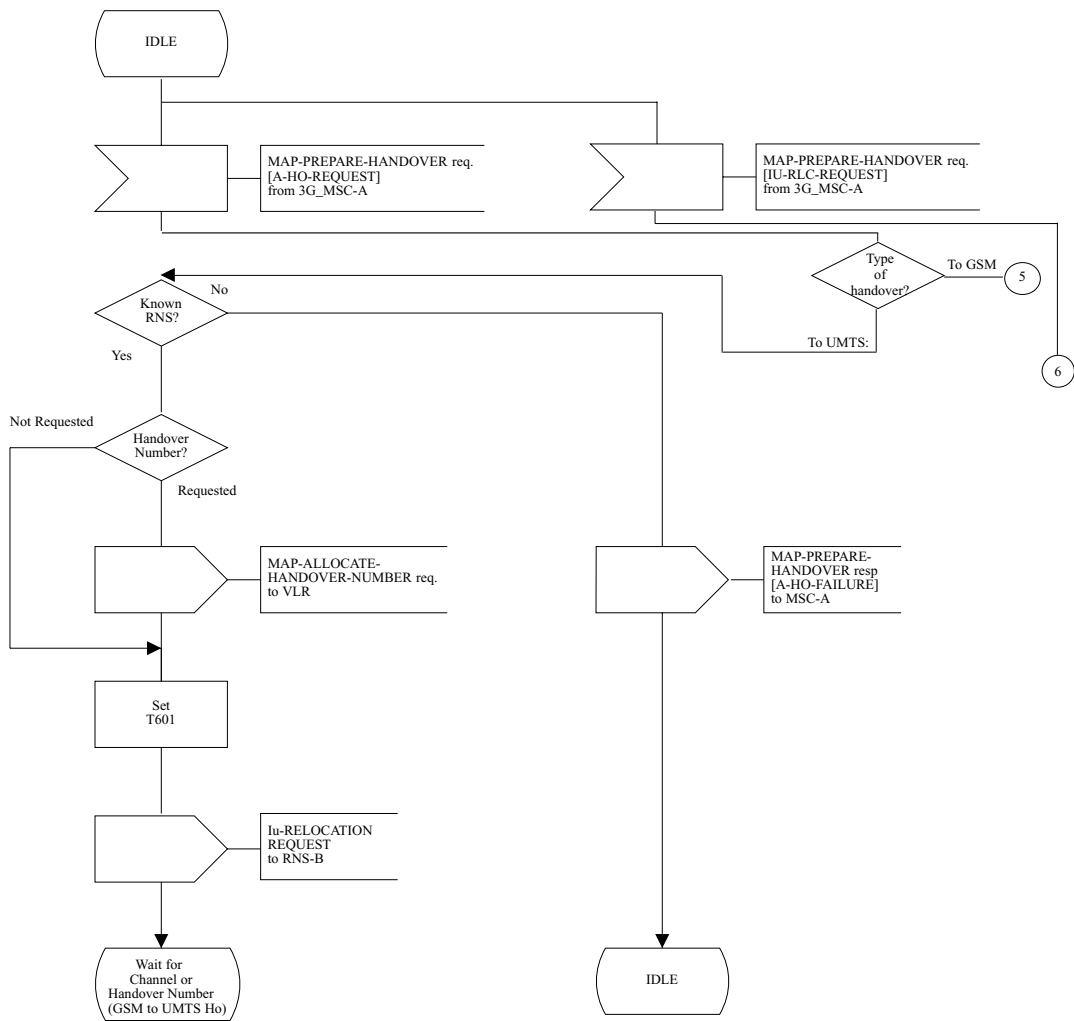 IDLE
MAP-PREPARE-HANDOVER req.
[A-HO-REQUEST]
from 3G_MSC-A
MAP-PREPARE-HANDOVER req.
[IU-RLC-REQUEST]
from 3G_MSC-A
Type
of
handover?
To GSM
5
To UMTS:
6
Known
RNS?
No
Yes
Handover
Number?
Not Requested
Requested
MAP-ALLOCATE-
HANDOVER-NUMBER req.
to VLR
MAP-PREPARE-
HANDOVER resp
[A-HO-FAILURE]
to MSC-A
Set
T601
Iu-RELOCATION
REQUEST
to RNS-B
Wait for
Channel or
Handover Number
(GSM to UMTS Ho)
IDLE